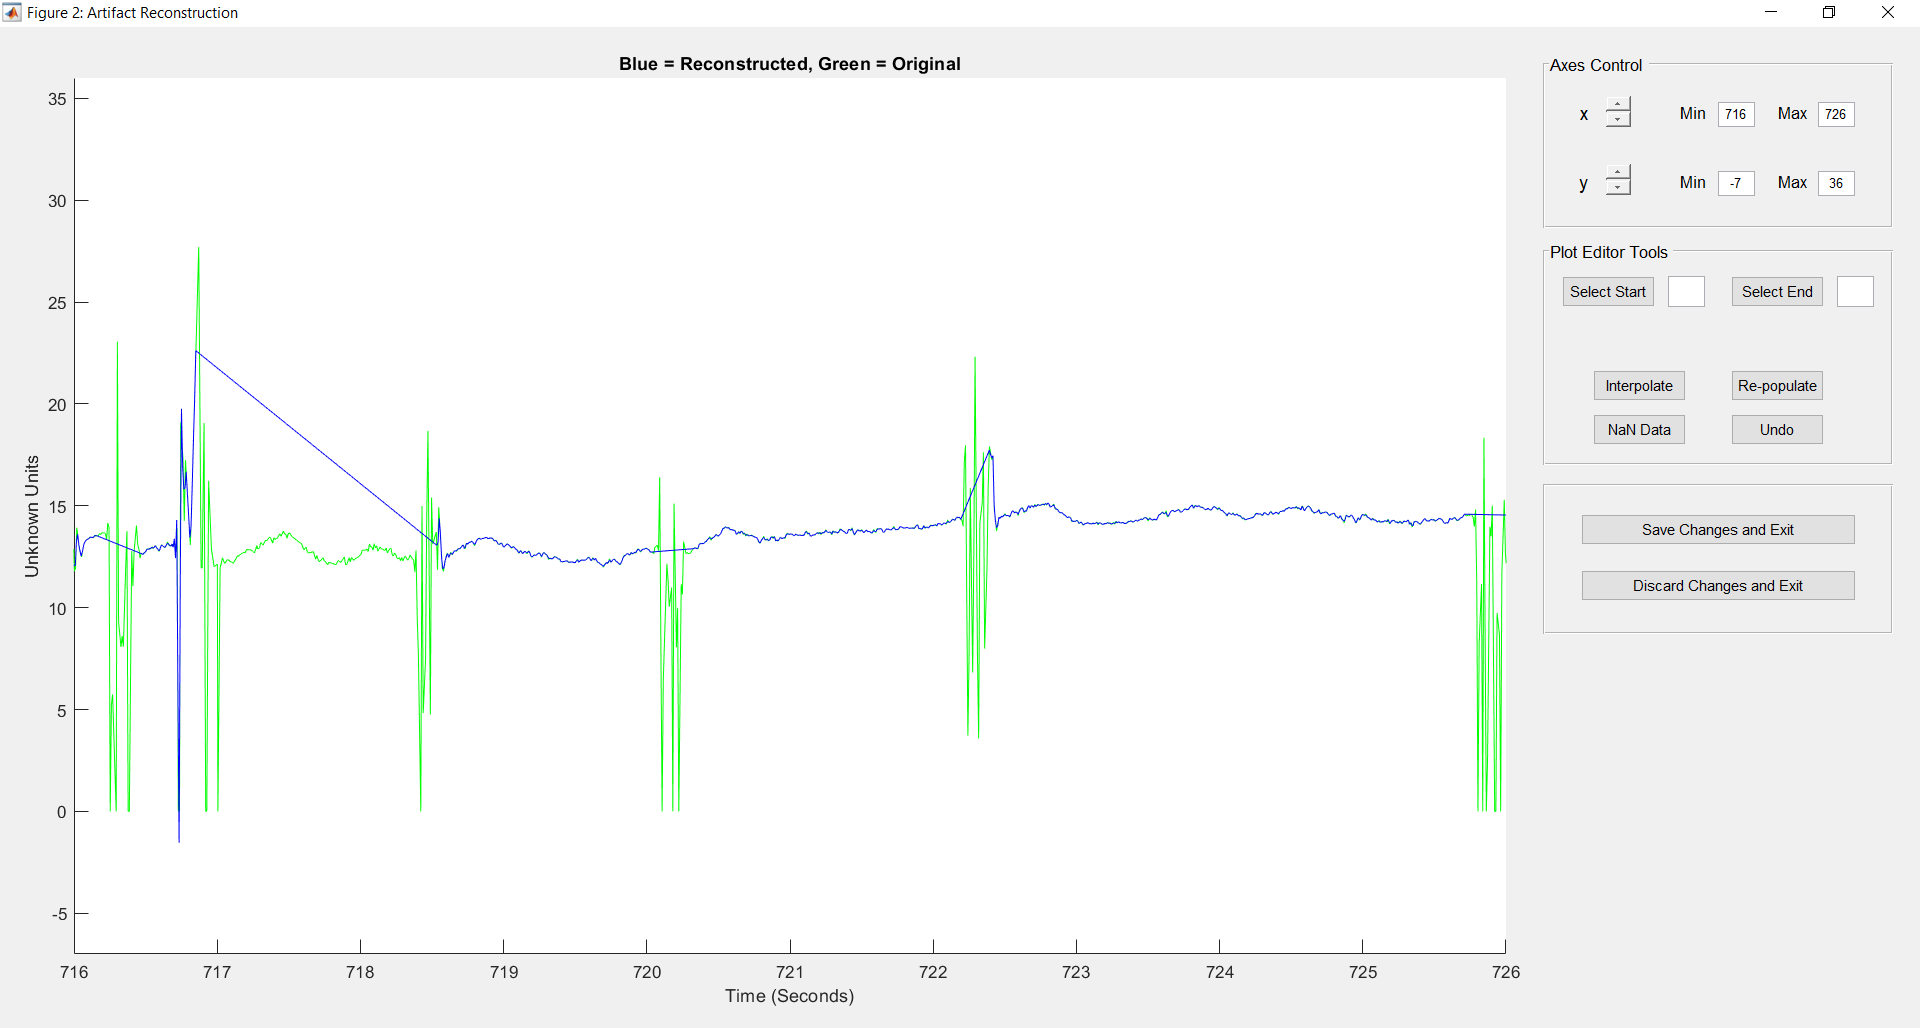 Figure 2: Artifact Reconstruction
Blue = Reconstructed, Green = Original
35
30
25
20
15
10
5
0
-5
Unknown Units
716 717 718 719 720 721 722 723 724 725 726
Time (Seconds)
Axes Control
x Min 716 Max 726
y Min -7 Max 36
Plot Editor Tools
Select Start Select End
Interpolate Re-populate
NaN Data Undo
Save Changes and Exit
Discard Changes and Exit